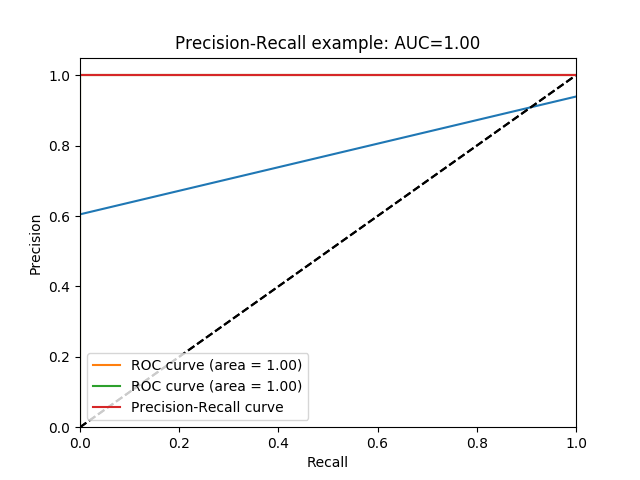 Precision-Recall example: AUC=1.00
1.0
0.8
0.6
0.4
0.2
0.0
Precision
ROC curve (area = 1.00)
ROC curve (area = 1.00)
Precision-Recall curve
0.0 0.2 0.4 0.6 0.8 1.0
Recall